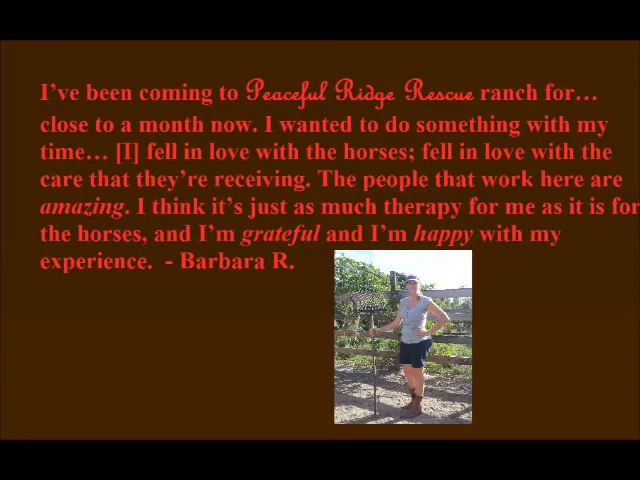 I've been coming to Peaceful Ridge Rescue ranch for…
close to a month now. I wanted to do something with my
time… [I] fell in love with the horses; fell in love with the
care that they're receiving. The people that work here are
amazing. I think it's just as much therapy for me as it is for
the horses, and I'm grateful and I'm happy with my
experience.  - Barbara R.